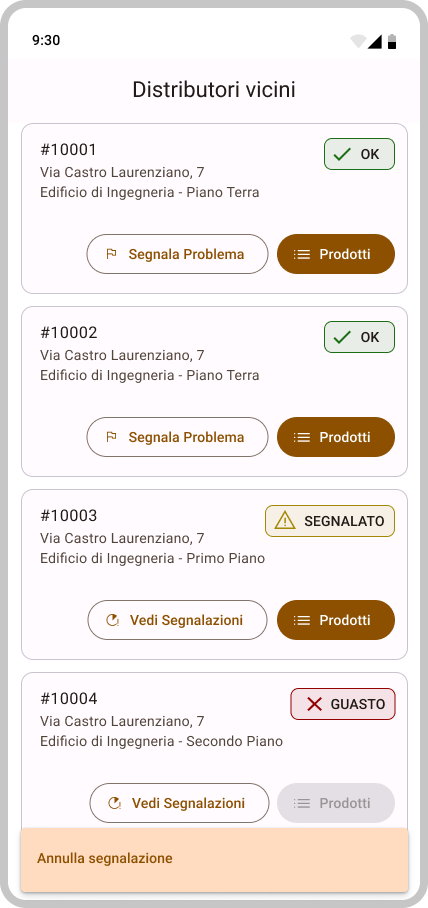 9:30
Distributori vicini
#10001
OK
Via Castro Laurenziano, 7
Edificio di Ingegneria - Piano Terra
Segnala Problema
Prodotti
#10002
OK
Via Castro Laurenziano, 7
Edificio di Ingegneria - Piano Terra
Segnala Problema
Prodotti
#10003
SEGNALATO
Via Castro Laurenziano, 7
Edificio di Ingegneria - Primo Piano
Vedi Segnalazioni
Prodotti
#10004
GUASTO
Via Castro Laurenziano, 7
Edificio di Ingegneria - Secondo Piano
Vedi Segnalazioni
Prodotti
Annulla segnalazione